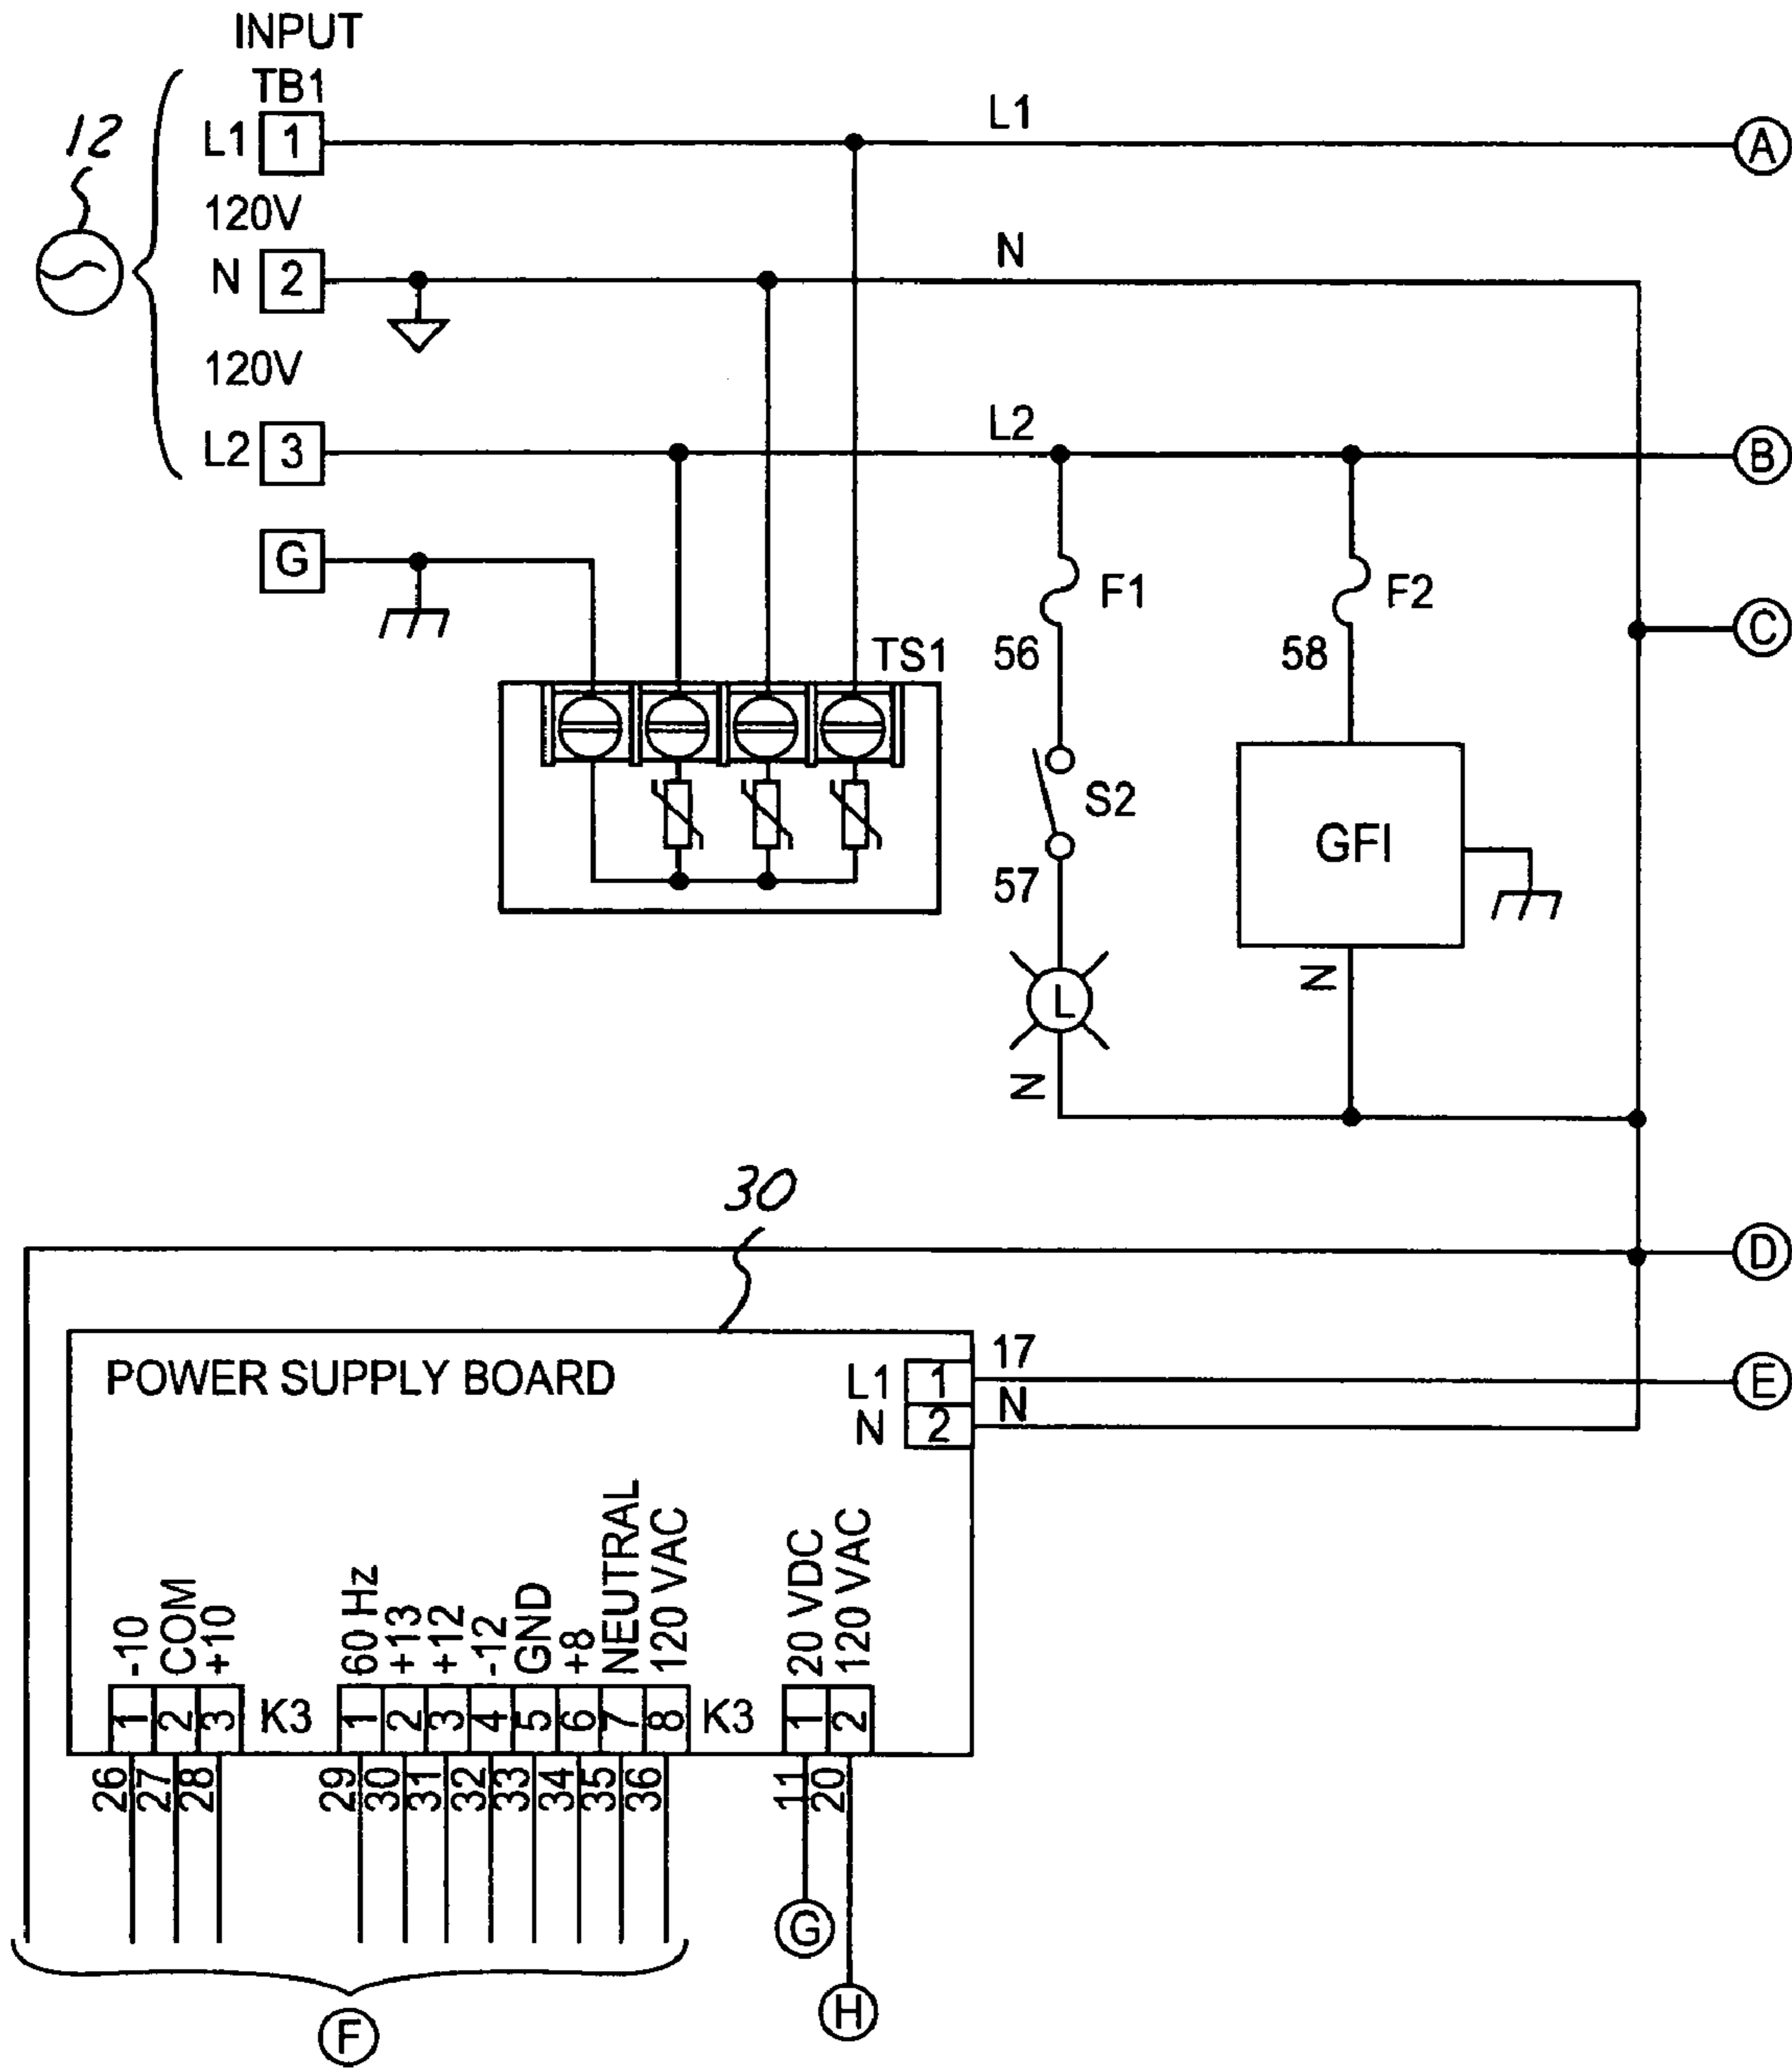 INPUT
TB1
12
L1 1
L1
A
120V
N 2
N
120V
L2 3
L2
B
G
F1
F2
C
TS1
56
58
S2
GFI
57
N
L
N
30
D
POWER SUPPLY BOARD
L1 1
17
E
N 2
N
-10
COM
+10
60 Hz
+13
+12
-12
GND
+8
NEUTRAL
120 VAC
20 VDC
120 VAC
1 2 3 K3
1 2 3 4 5 6 7 8 K3
1 2
26 27 28
29 30 31 32 33 34 35 36
11 20
G
H
F